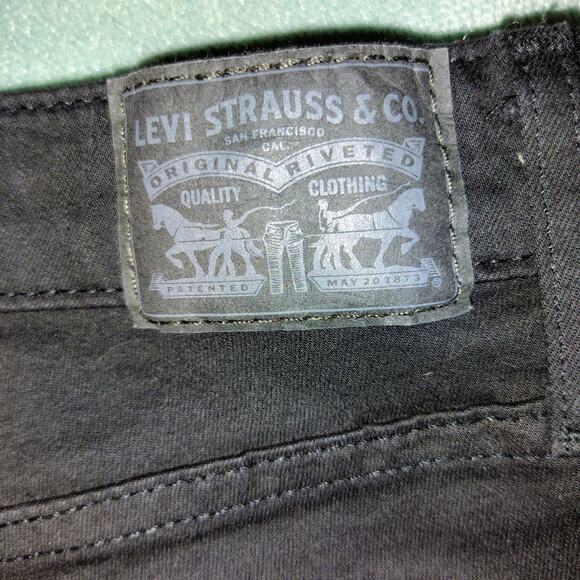 LEVI STRAUSS & CO.
SAN FRANCISCO
CAL.
ORIGINAL RIVETED
QUALITY CLOTHING
PATENTED MAY 20 1873
®